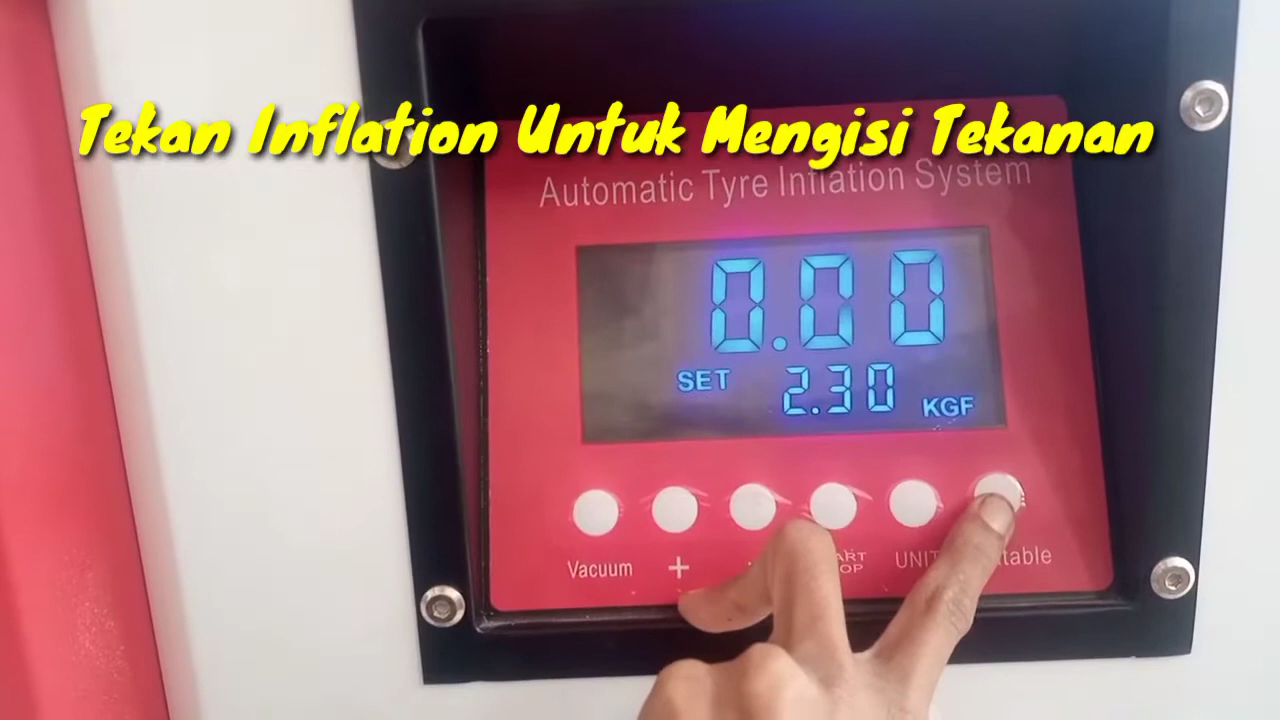 Tekan Inflation Untuk Mengisi Tekanan
Automatic Tyre Inflation System
0.00
SET 2.30 KGF
Vacuum + UNIT